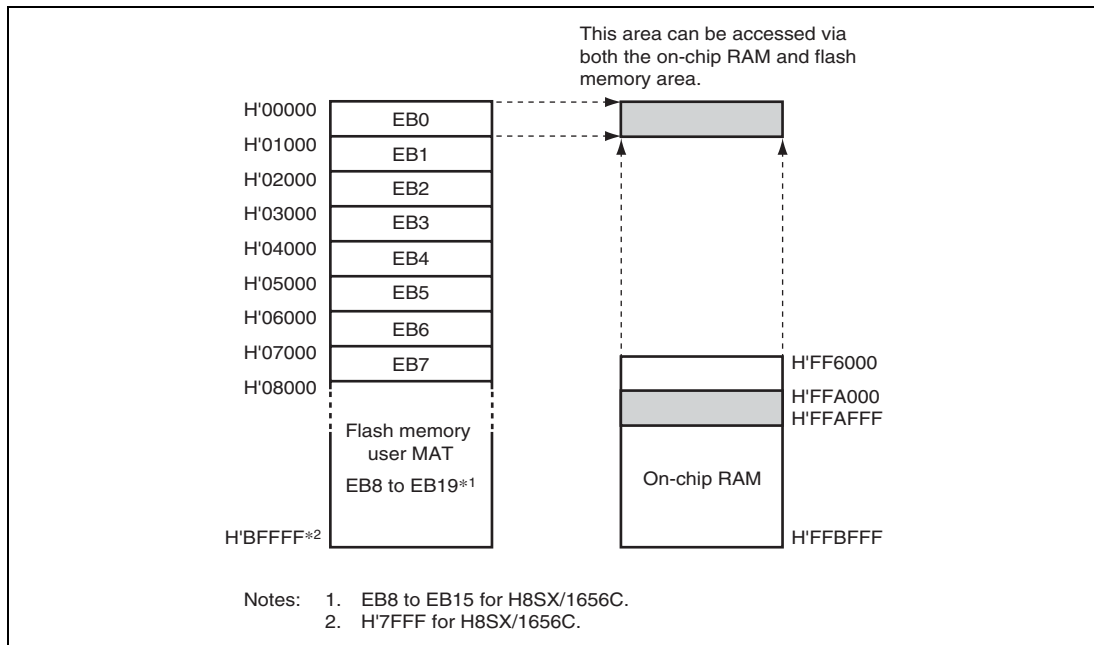 This area can be accessed via
both the on-chip RAM and flash
memory area.
H'00000
EB0
H'01000
EB1
H'02000
EB2
H'03000
EB3
H'04000
EB4
H'05000
EB5
H'06000
EB6
H'07000
EB7
H'08000
Flash memory
user MAT
EB8 to EB19*1
H'BFFFF*2
H'FF6000
H'FFA000
H'FFAFFF
On-chip RAM
H'FFBFFF
Notes: 1. EB8 to EB15 for H8SX/1656C.
2. H'7FFF for H8SX/1656C.